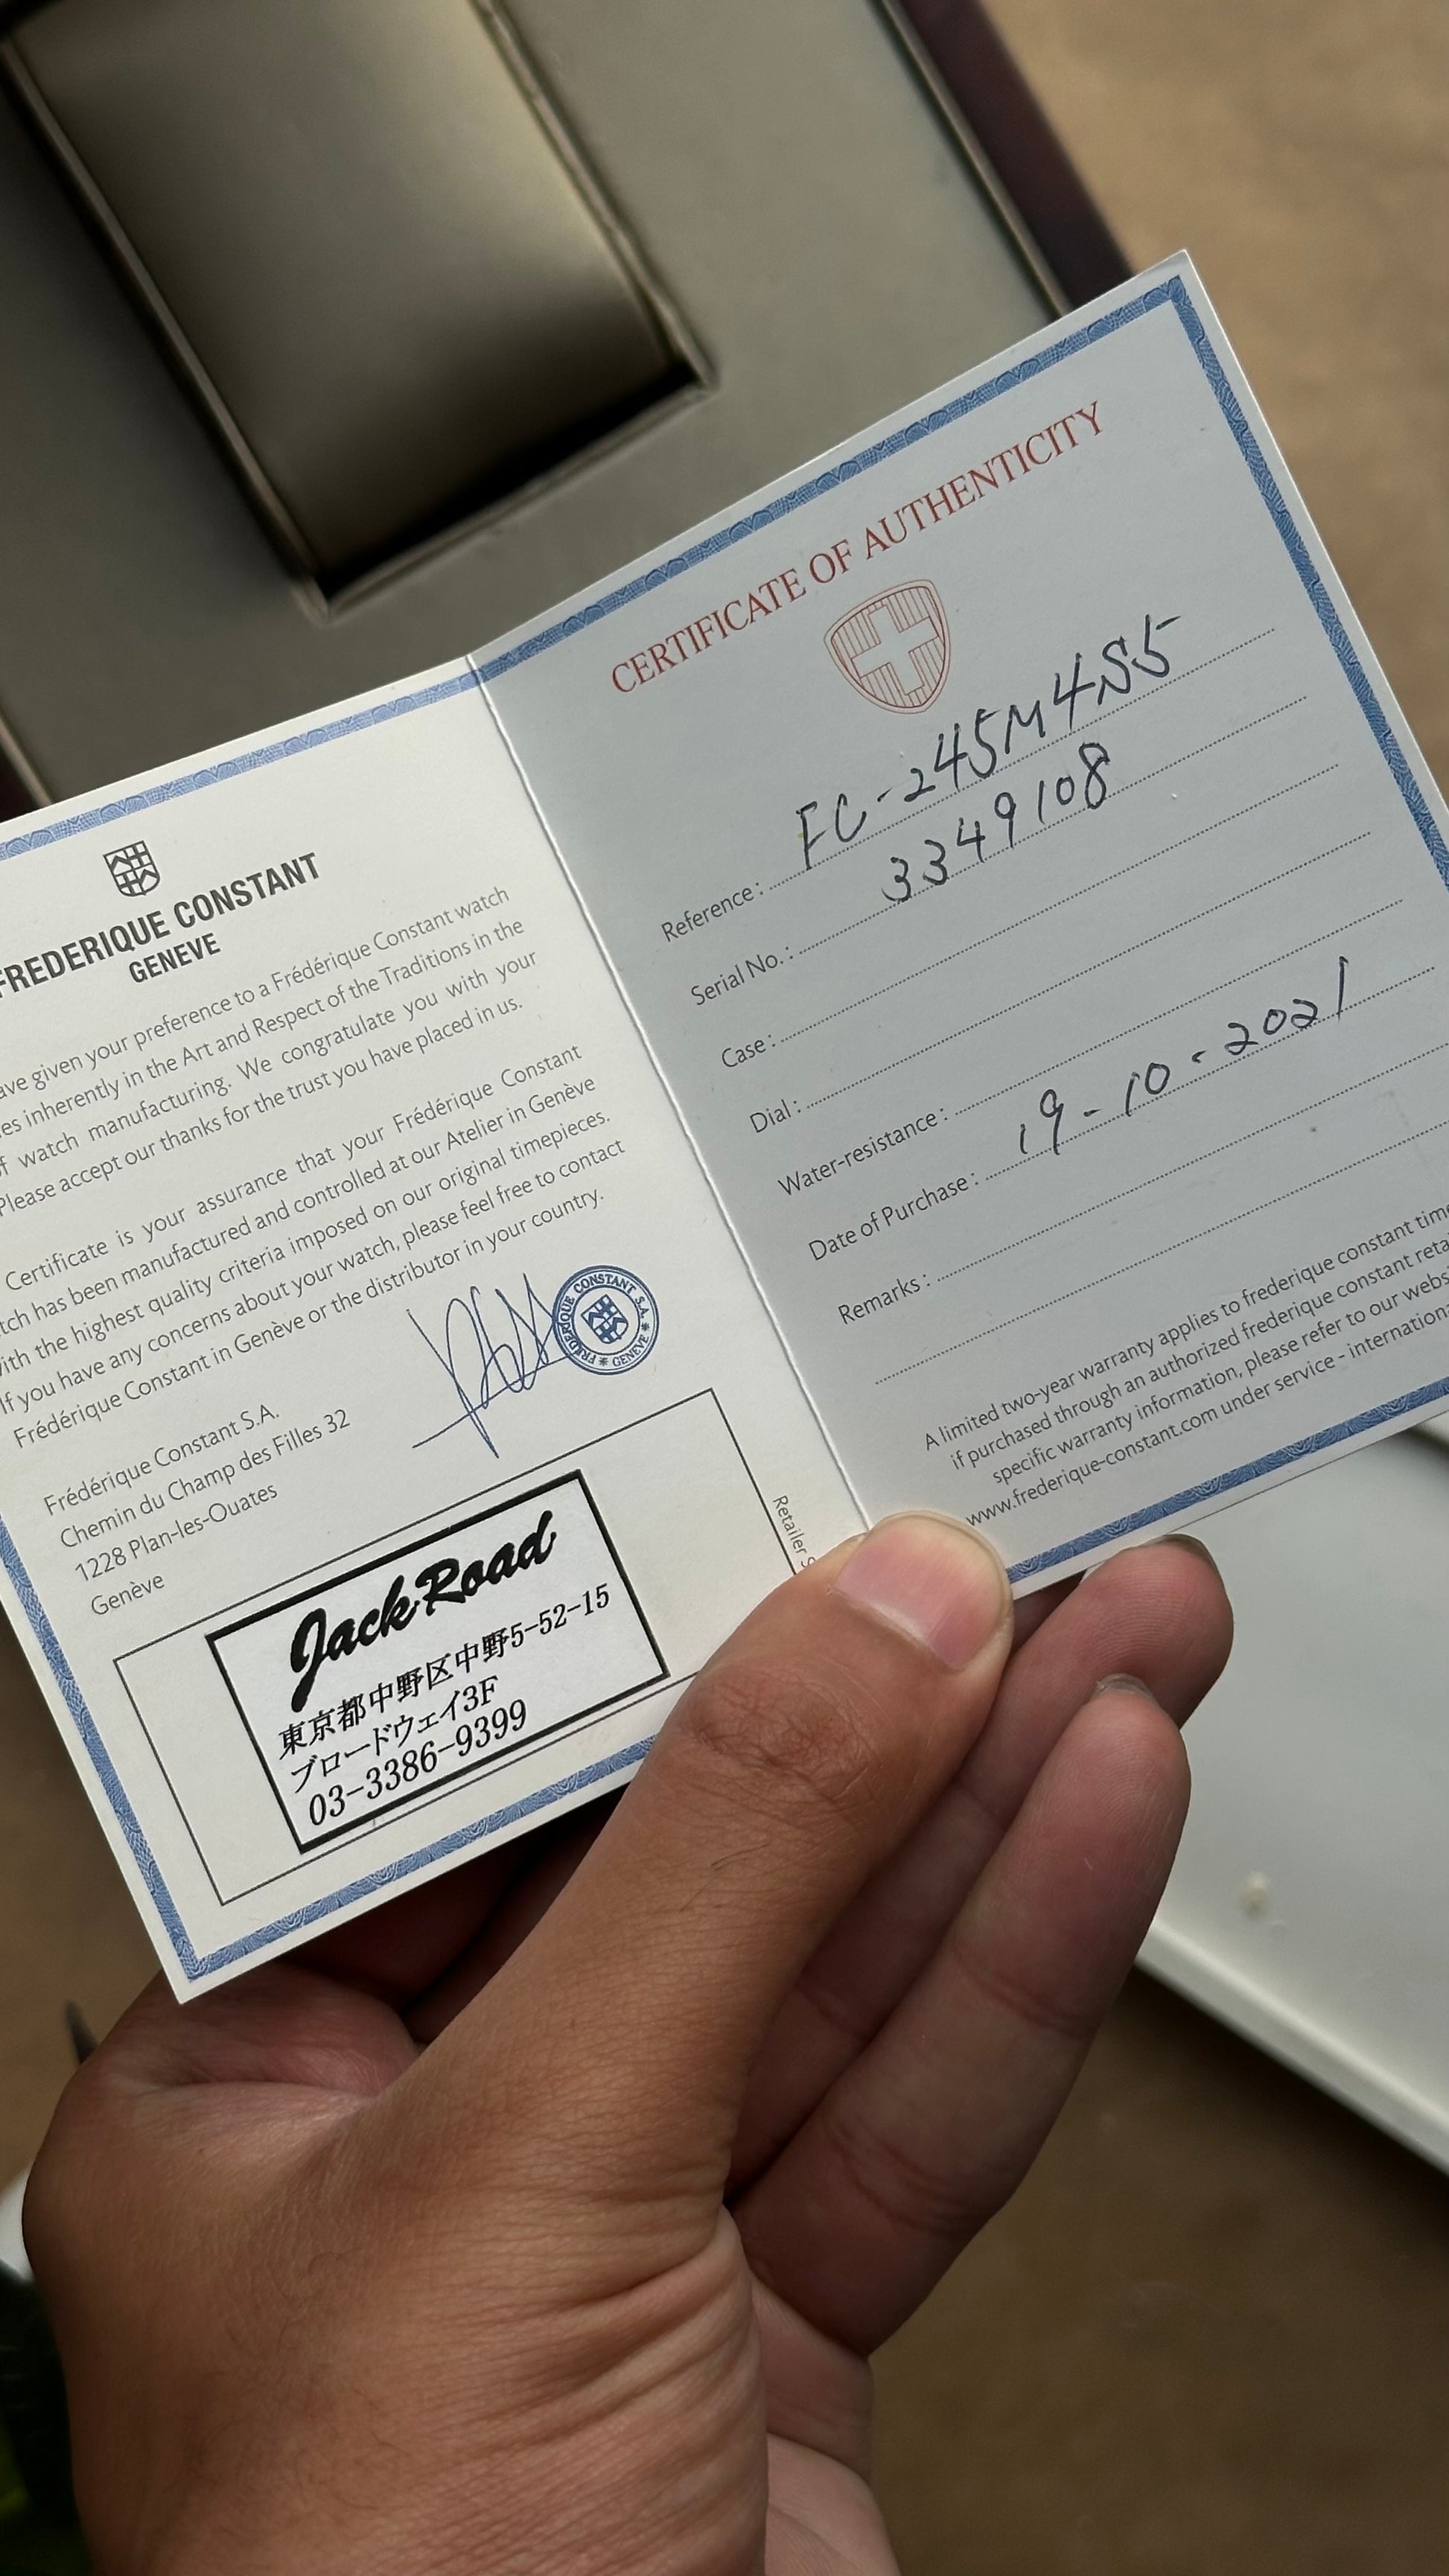 FREDERIQUE CONSTANT
GENEVE
given your preference to a Frédérique Constant watch
inherently in the Art and Respect of the Traditions in the
watch manufacturing. We congratulate you with your
Please accept our thanks for the trust you have placed in us.
Certificate is your assurance that your Frédérique Constant
has been manufactured and controlled at our Atelier in Genève
with the highest quality criteria imposed on our original timepieces.
If you have any concerns about your watch, please feel free to contact
Frédérique Constant in Genève or the distributor in your country.
FRÉDÉRIQUE CONSTANT S.A. * GENEVE *
Frédérique Constant S.A.
Chemin du Champ des Filles 32
1228 Plan-les-Ouates
Genève
Retailer
Jack Road
東京都中野区中野5-52-15
ブロードウェイ3F
03-3386-9399
CERTIFICATE OF AUTHENTICITY
Reference : FC-245M4S5
Serial No. : 3349108
Case :
Dial :
Water-resistance :
Date of Purchase : 19-10-2021
Remarks :
A limited two-year warranty applies to frederique constant
if purchased through an authorized frederique constant
specific warranty information, please refer to our
www.frederique-constant.com under service -